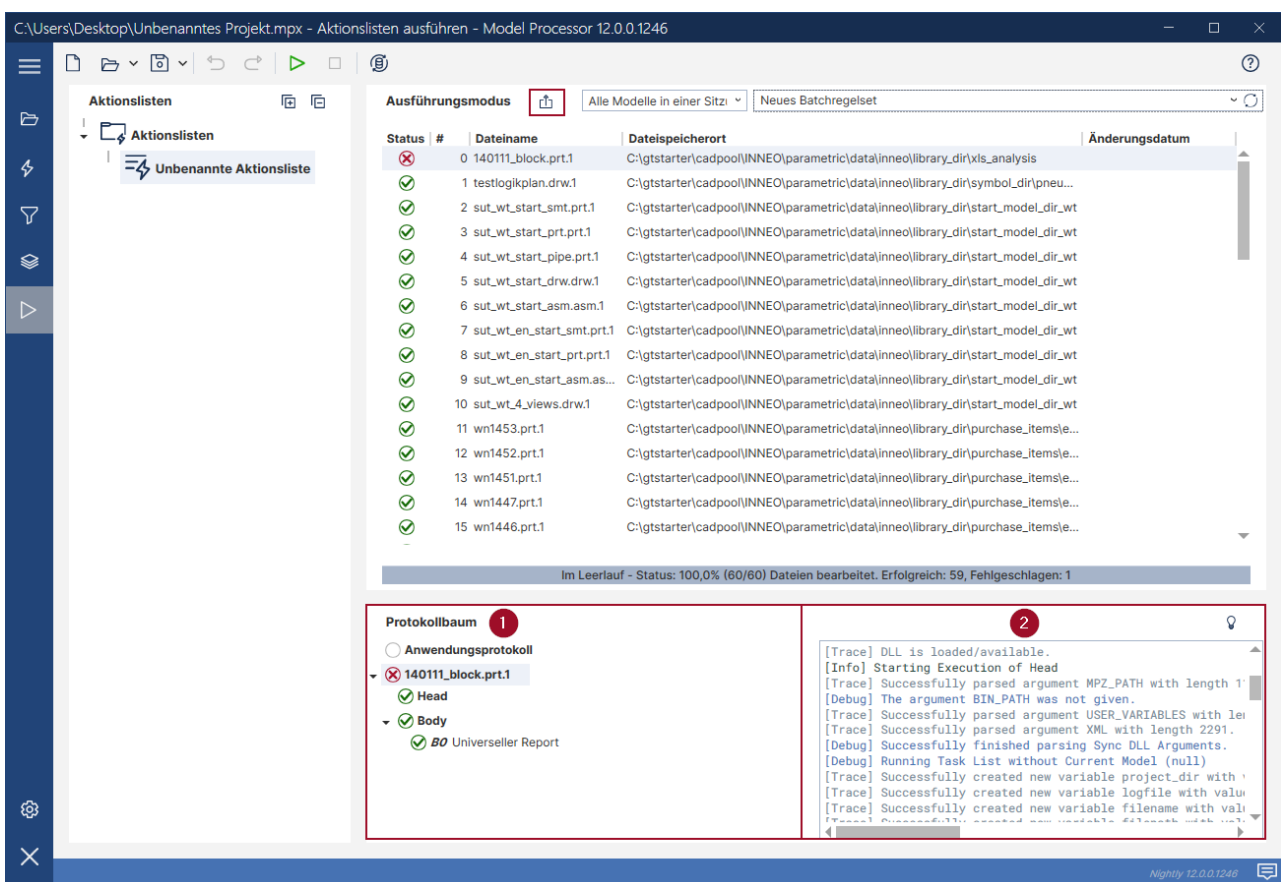 C:\Users\Desktop\Unbenanntes Projekt.mpx - Aktionslisten ausführen - Model Processor 12.0.0.1246
Aktionslisten
Aktionslisten
Unbenannte Aktionsliste
Ausführungsmodus Alle Modelle in einer Sitz Neues Batchregelset
Status # Dateiname Dateispeicherort Änderungsdatum
0 140111_block.prt.1 C:\gtstarter\cadpool\INNEO\parametric\data\inneo\library_dir\xls_analysis
1 testlogikplan.drw.1 C:\gtstarter\cadpool\INNEO\parametric\data\inneo\library_dir\symbol_dir\pneu...
2 sut_wt_start_smt.prt.1 C:\gtstarter\cadpool\INNEO\parametric\data\inneo\library_dir\start_model_dir_wt
3 sut_wt_start_prt.prt.1 C:\gtstarter\cadpool\INNEO\parametric\data\inneo\library_dir\start_model_dir_wt
4 sut_wt_start_pipe.prt.1 C:\gtstarter\cadpool\INNEO\parametric\data\inneo\library_dir\start_model_dir_wt
5 sut_wt_start_drw.drw.1 C:\gtstarter\cadpool\INNEO\parametric\data\inneo\library_dir\start_model_dir_wt
6 sut_wt_start_asm.asm.1 C:\gtstarter\cadpool\INNEO\parametric\data\inneo\library_dir\start_model_dir_wt
7 sut_wt_en_start_smt.prt.1 C:\gtstarter\cadpool\INNEO\parametric\data\inneo\library_dir\start_model_dir_wt
8 sut_wt_en_start_prt.prt.1 C:\gtstarter\cadpool\INNEO\parametric\data\inneo\library_dir\start_model_dir_wt
9 sut_wt_en_start_asm.as... C:\gtstarter\cadpool\INNEO\parametric\data\inneo\library_dir\start_model_dir_wt
10 sut_wt_4_views.drw.1 C:\gtstarter\cadpool\INNEO\parametric\data\inneo\library_dir\start_model_dir_wt
11 wn1453.prt.1 C:\gtstarter\cadpool\INNEO\parametric\data\inneo\library_dir\purchase_items\e...
12 wn1452.prt.1 C:\gtstarter\cadpool\INNEO\parametric\data\inneo\library_dir\purchase_items\e...
13 wn1451.prt.1 C:\gtstarter\cadpool\INNEO\parametric\data\inneo\library_dir\purchase_items\e...
14 wn1447.prt.1 C:\gtstarter\cadpool\INNEO\parametric\data\inneo\library_dir\purchase_items\e...
15 wn1446.prt.1 C:\gtstarter\cadpool\INNEO\parametric\data\inneo\library_dir\purchase_items\e...
Im Leerlauf - Status: 100,0% (60/60) Dateien bearbeitet. Erfolgreich: 59, Fehlgeschlagen: 1
Protokollbaum 1
Anwendungsprotokoll
140111_block.prt.1
Head
Body
BO Universeller Report
2
[Trace] DLL is loaded/available.
[Info] Starting Execution of Head
[Trace] Successfully parsed argument MPZ_PATH with length 1
[Debug] The argument BIN_PATH was not given.
[Trace] Successfully parsed argument USER_VARIABLES with le
[Trace] Successfully parsed argument XML with length 2291.
[Debug] Successfully finished parsing Sync DLL Arguments.
[Debug] Running Task List without Current Model (null)
[Trace] Successfully created new variable project_dir with
[Trace] Successfully created new variable logfile with value
[Trace] Successfully created new variable filename with val
Nightly 12.0.0.1246